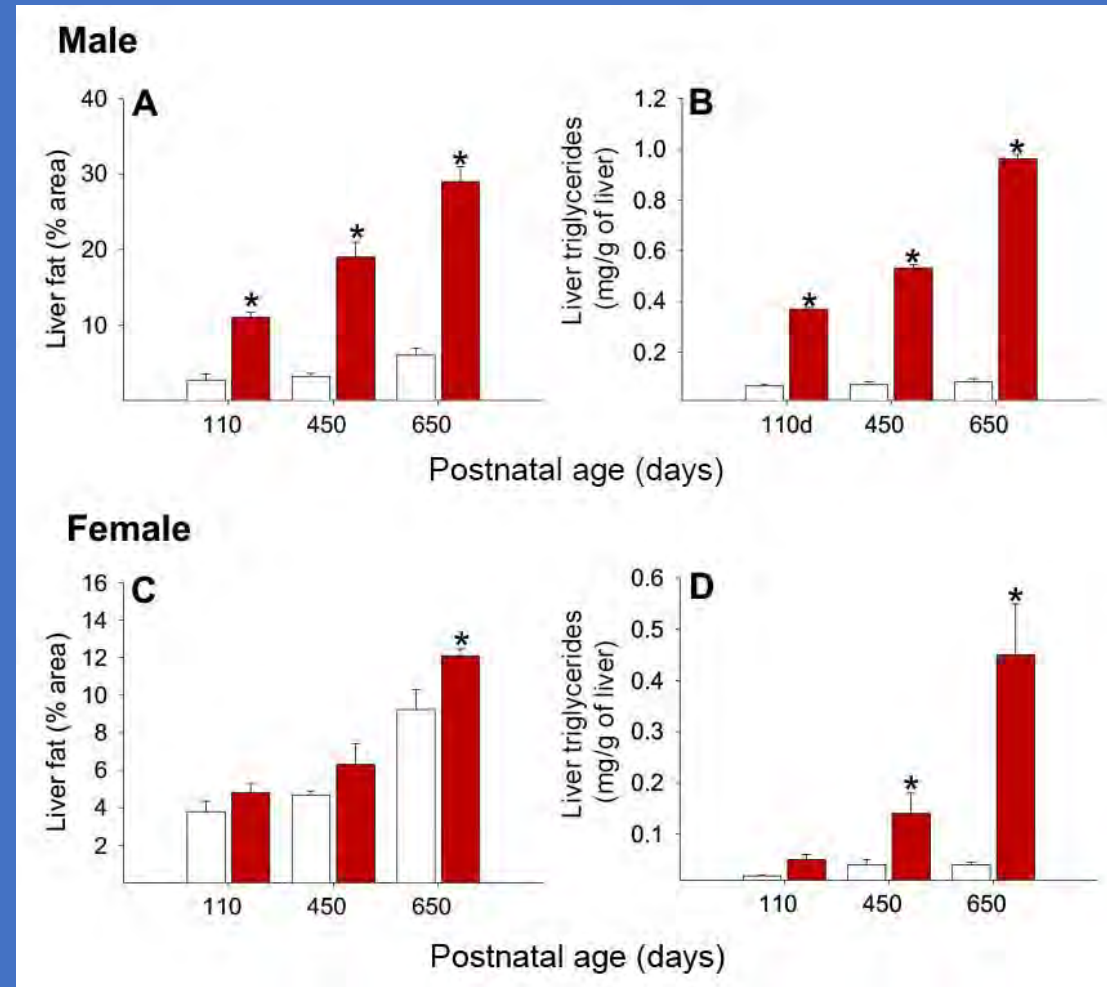 Male
A
Liver fat (% area)
40
30
20
10
*
*
*
110 450 650
B
Liver triglycerides
(mg/g of liver)
1.2
1.0
0.8
0.6
0.4
0.2
*
*
*
110d 450 650
Postnatal age (days)
Female
C
Liver fat (% area)
16
14
12
10
8
6
4
2
*
110 450 650
D
Liver triglycerides
(mg/g of liver)
0.6
0.5
0.4
0.3
0.2
0.1
*
*
110 450 650
Postnatal age (days)